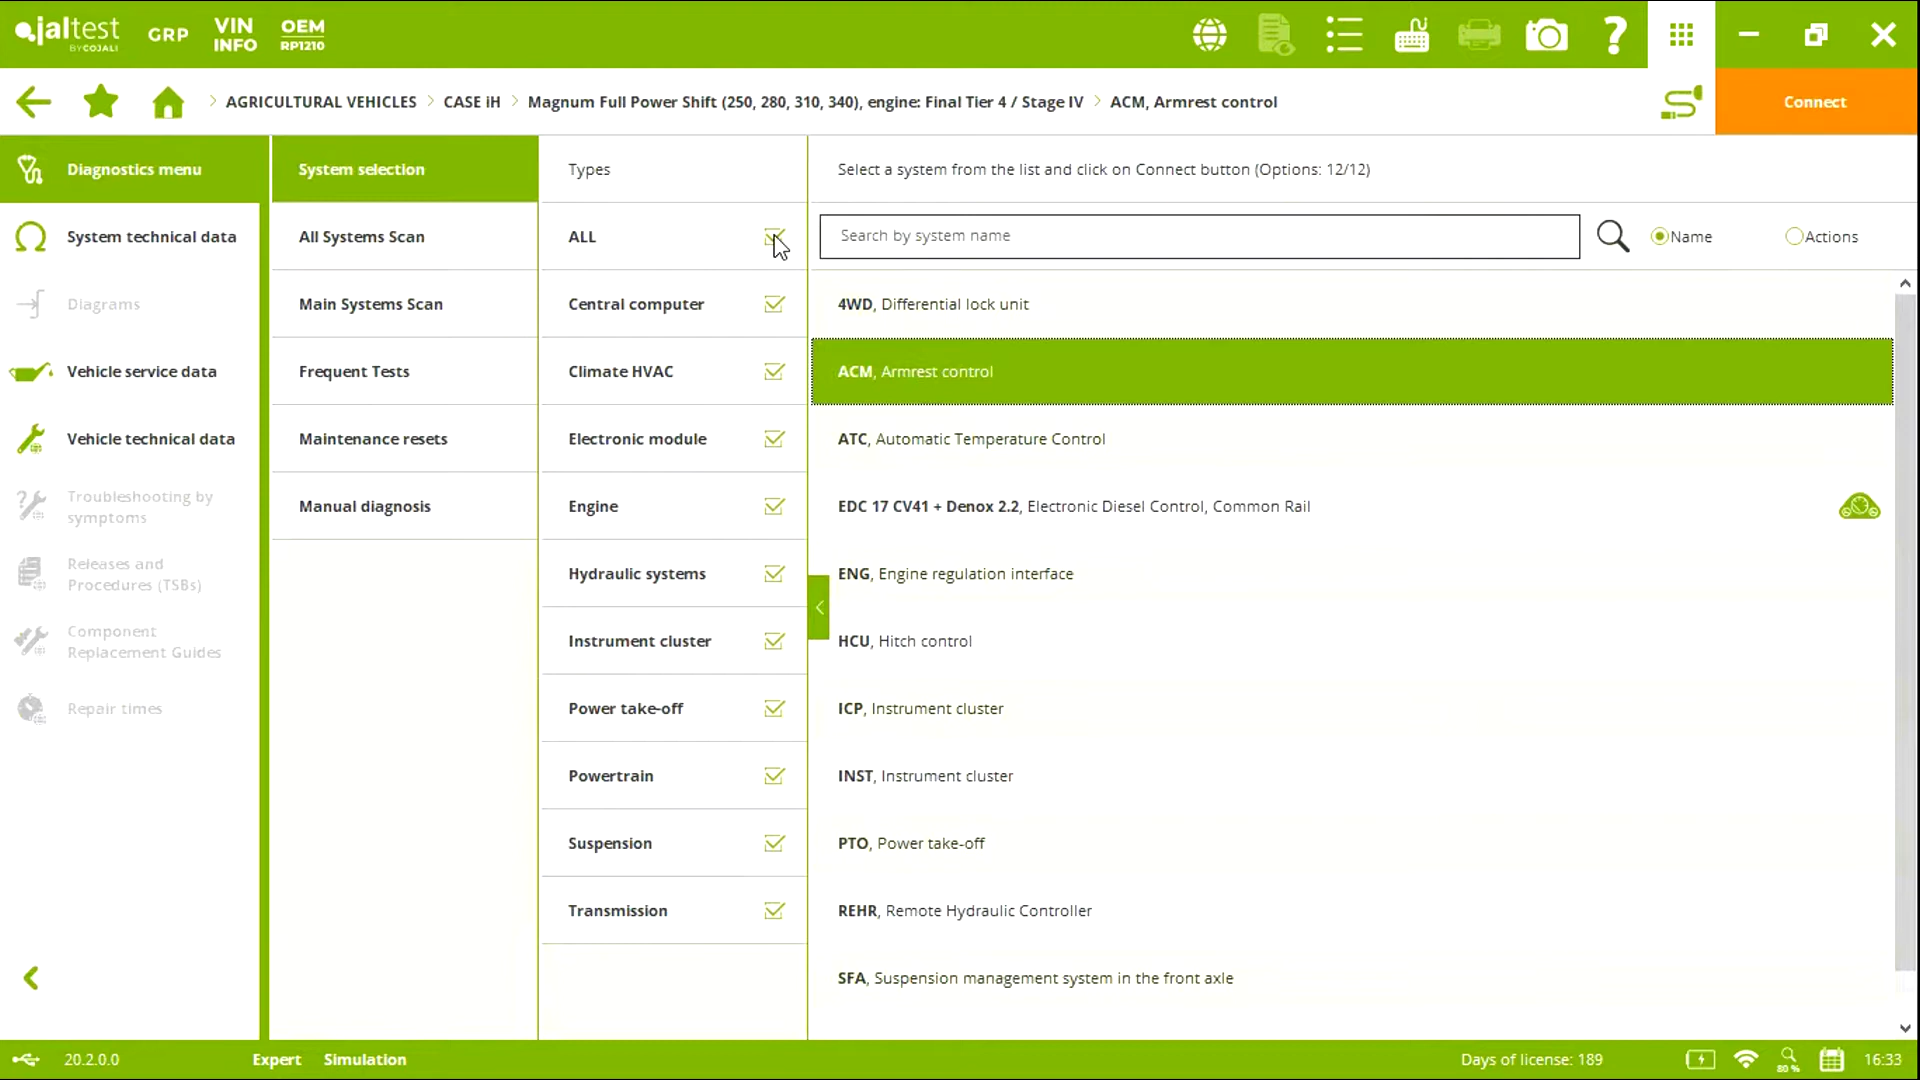 jaltest
BY COJALI
GRP
VIN
INFO
OEM
RP1210
AGRICULTURAL VEHICLES > CASE iH > Magnum Full Power Shift (250, 280, 310, 340), engine: Final Tier 4 / Stage IV > ACM, Armrest control
Connect
Diagnostics menu
System technical data
Diagrams
Vehicle service data
Vehicle technical data
Troubleshooting by
symptoms
Releases and
Procedures (TSBs)
Component
Replacement Guides
Repair times
System selection
All Systems Scan
Main Systems Scan
Frequent Tests
Maintenance resets
Manual diagnosis
Types
ALL
Central computer
Climate HVAC
Electronic module
Engine
Hydraulic systems
Instrument cluster
Power take-off
Powertrain
Suspension
Transmission
Select a system from the list and click on Connect button (Options: 12/12)
Search by system name
Name
Actions
4WD, Differential lock unit
ACM, Armrest control
ATC, Automatic Temperature Control
EDC 17 CV41 + Denox 2.2, Electronic Diesel Control, Common Rail
ENG, Engine regulation interface
HCU, Hitch control
ICP, Instrument cluster
INST, Instrument cluster
PTO, Power take-off
REHR, Remote Hydraulic Controller
SFA, Suspension management system in the front axle
20.2.0.0
Expert
Simulation
Days of license: 189
80 %
16:33